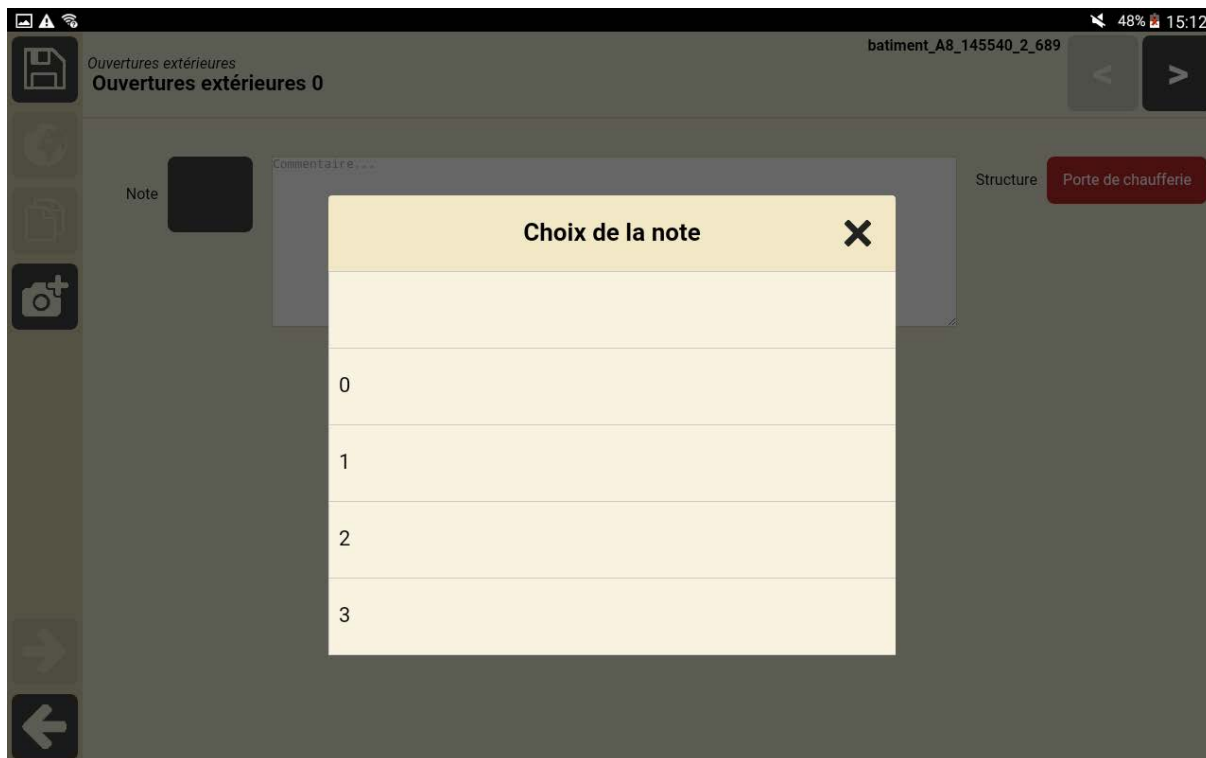 48% 15:12
Ouvertures extérieures
Ouvertures extérieures 0
batiment_A8_145540_2_689
< >
Note
Commentaire...
Structure
Porte de chaufferie
Choix de la note
0
1
2
3